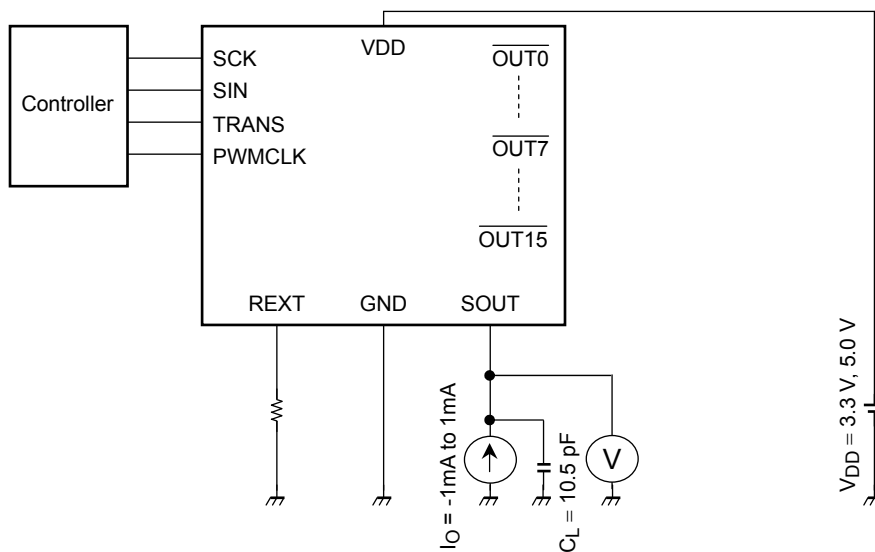 Controller
SCK
SIN
TRANS
PWMCLK
VDD
OUT0
OUT7
OUT15
REXT
GND
SOUT
IO = -1mA to 1mA
CL = 10.5 pF
V
VDD = 3.3 V, 5.0 V